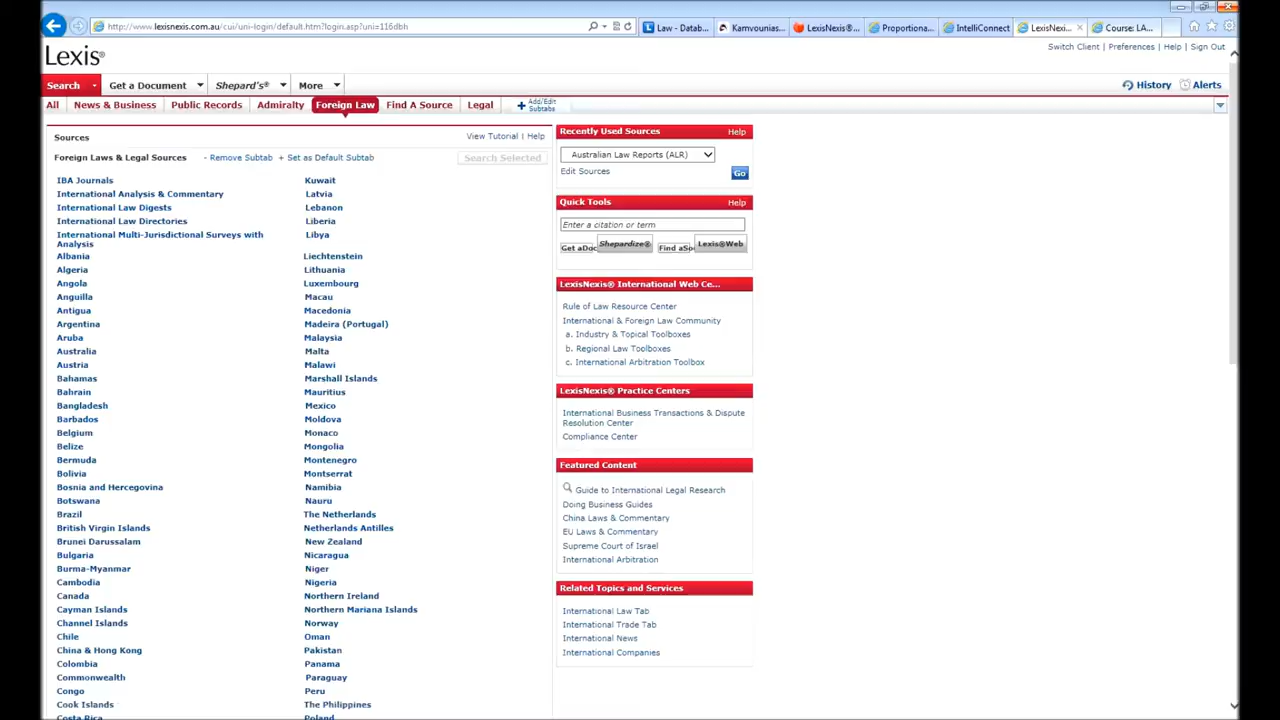 http://www.lexisnexis.com.au/cui/uni-login/default.htm?login.asp?uni=116dbh
Law - Datab...
Kamvounias...
LexisNexis®...
Proportiona...
IntelliConnect
LexisNexi...
Course: LA...
Lexis®
Switch Client | Preferences | Help | Sign Out
Search
Get a Document
Shepard's®
More
History
Alerts
All
News & Business
Public Records
Admiralty
Foreign Law
Find A Source
Legal
Add/Edit
Subtabs
Sources
View Tutorial | Help
Foreign Laws & Legal Sources
- Remove Subtab + Set as Default Subtab
Search Selected
IBA Journals
International Analysis & Commentary
International Law Digests
International Law Directories
International Multi-Jurisdictional Surveys with
Analysis
Albania
Algeria
Angola
Anguilla
Antigua
Argentina
Aruba
Australia
Austria
Bahamas
Bahrain
Bangladesh
Barbados
Belgium
Belize
Bermuda
Bolivia
Bosnia and Hercegovina
Botswana
Brazil
British Virgin Islands
Brunei Darussalam
Bulgaria
Burma-Myanmar
Cambodia
Canada
Cayman Islands
Channel Islands
Chile
China & Hong Kong
Colombia
Commonwealth
Congo
Cook Islands
Costa Rica
Kuwait
Latvia
Lebanon
Liberia
Libya
Liechtenstein
Lithuania
Luxembourg
Macau
Macedonia
Madeira (Portugal)
Malaysia
Malta
Malawi
Marshall Islands
Mauritius
Mexico
Moldova
Monaco
Mongolia
Montenegro
Montserrat
Namibia
Nauru
The Netherlands
Netherlands Antilles
New Zealand
Nicaragua
Niger
Nigeria
Northern Ireland
Northern Mariana Islands
Norway
Oman
Pakistan
Panama
Paraguay
Peru
The Philippines
Poland
Recently Used Sources
Help
Australian Law Reports (ALR)
Edit Sources
Go
Quick Tools
Help
Enter a citation or term
Get aDoc
Shepardize®
Find aSo
Lexis®Web
LexisNexis® International Web Ce...
Rule of Law Resource Center
International & Foreign Law Community
a. Industry & Topical Toolboxes
b. Regional Law Toolboxes
c. International Arbitration Toolbox
LexisNexis® Practice Centers
International Business Transactions & Dispute
Resolution Center
Compliance Center
Featured Content
Guide to International Legal Research
Doing Business Guides
China Laws & Commentary
EU Laws & Commentary
Supreme Court of Israel
International Arbitration
Related Topics and Services
International Law Tab
International Trade Tab
International News
International Companies